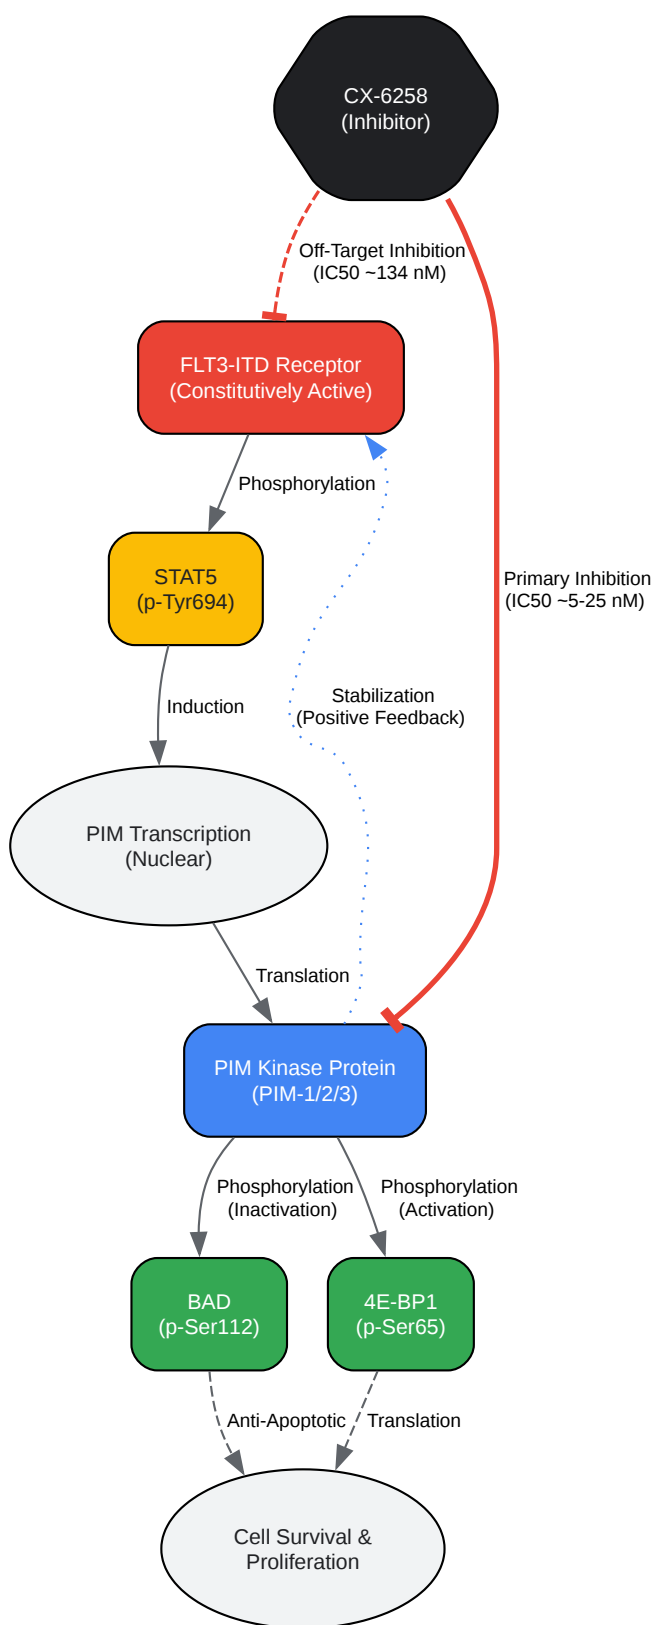 CX-6258
(Inhibitor)
Off-Target Inhibition
(IC50 ~134 nM)
FLT3-ITD Receptor
(Constitutively Active)
Phosphorylation
STAT5
(p-Tyr694)
Primary Inhibition
(IC50 ~5-25 nM)
Induction
Stabilization
(Positive Feedback)
PIM Transcription
(Nuclear)
Translation
PIM Kinase Protein
(PIM-1/2/3)
Phosphorylation
(Inactivation)
Phosphorylation
(Activation)
BAD
(p-Ser112)
4E-BP1
(p-Ser65)
Anti-Apoptotic
Translation
Cell Survival &
Proliferation